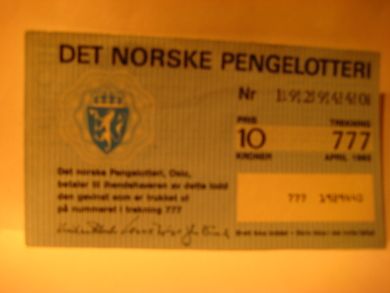 DET NORSKE PENGELOTTERI
Nr
PRIS
TREKNING
10
777
KRONER
APRIL
Det norske Pengelotteri, Oslo,
betaler til ihendehaveren av dette lodd
den gevinst som er trukket ut
på nummeret i trekning 777
777